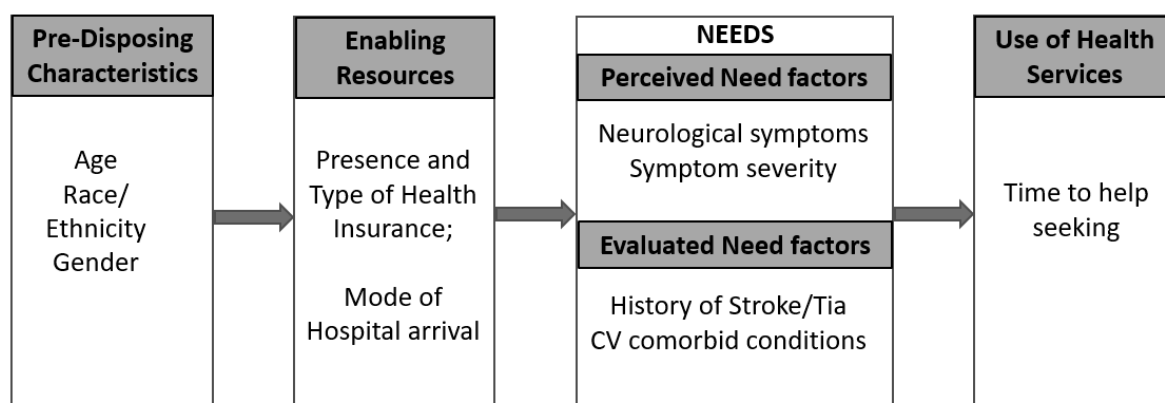 Pre-Disposing
Characteristics
Age
Race/
Ethnicity
Gender
Enabling
Resources
Presence and
Type of Health
Insurance;
Mode of
Hospital arrival
NEEDS
Perceived Need factors
Neurological symptoms
Symptom severity
Evaluated Need factors
History of Stroke/Tia
CV comorbid conditions
Use of Health
Services
Time to help
seeking